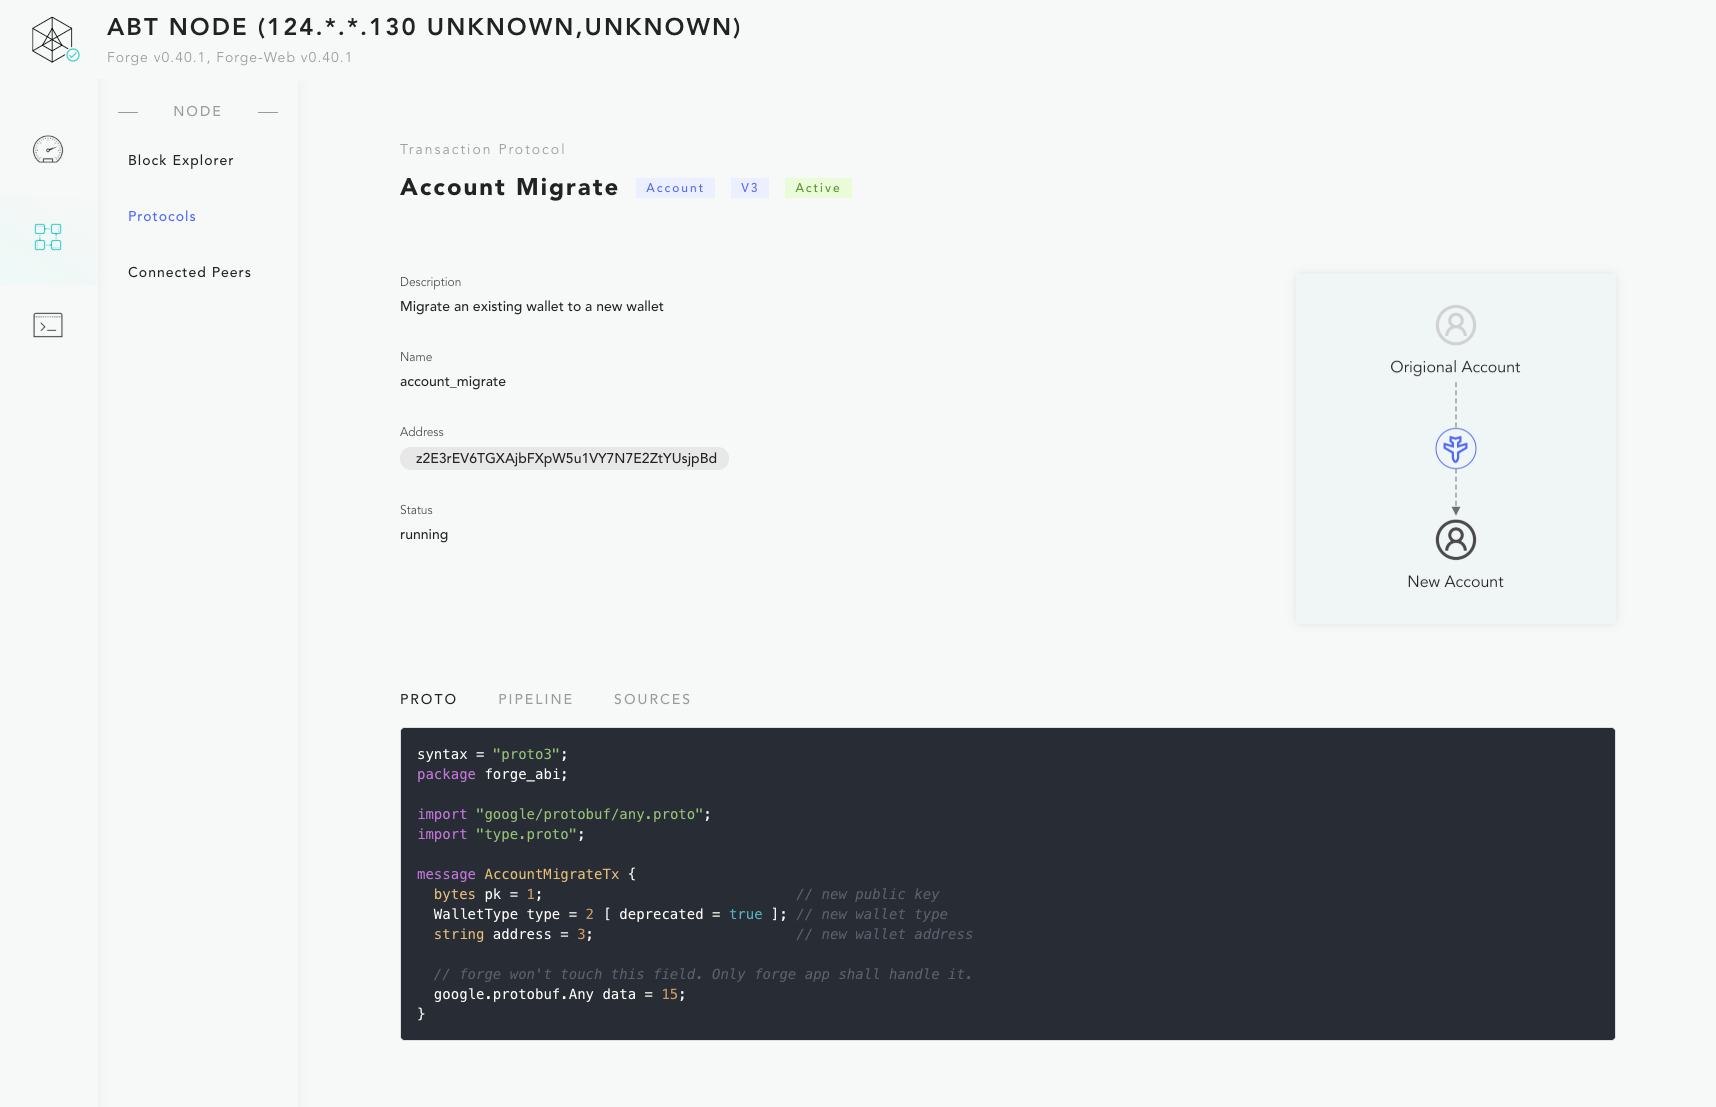 ABT NODE (124.*.*.130 UNKNOWN,UNKNOWN)
Forge v0.40.1, Forge-Web v0.40.1
NODE
Block Explorer
Protocols
Connected Peers
Transaction Protocol
Account Migrate
Account
V3
Active
Description
Migrate an existing wallet to a new wallet
Name
account_migrate
Address
z2E3rEV6TGXAjbFXpW5u1VY7N7E2ZtYUsjpBd
Status
running
Origional Account
New Account
PROTO
PIPELINE
SOURCES
syntax = "proto3";
package forge_abi;
import "google/protobuf/any.proto";
import "type.proto";
message AccountMigrateTx {
  bytes pk = 1;                              // new public key
  WalletType type = 2 [ deprecated = true ]; // new wallet type
  string address = 3;                        // new wallet address
  // forge won't touch this field. Only forge app shall handle it.
  google.protobuf.Any data = 15;
}